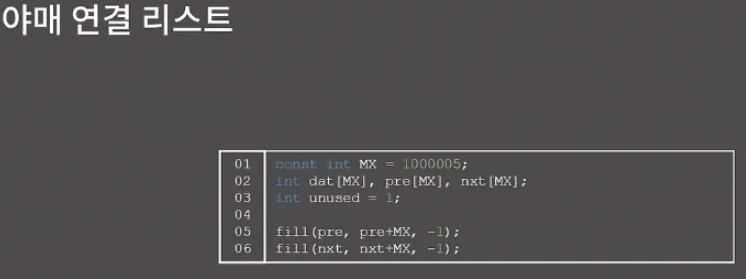 야매 연결 리스트
01 const int MX = 1000005;
02 int dat[MX], pre[MX], nxt[MX];
03 int unused = 1;
04
05 fill(pre, pre+MX, -1);
06 fill(nxt, nxt+MX, -1);